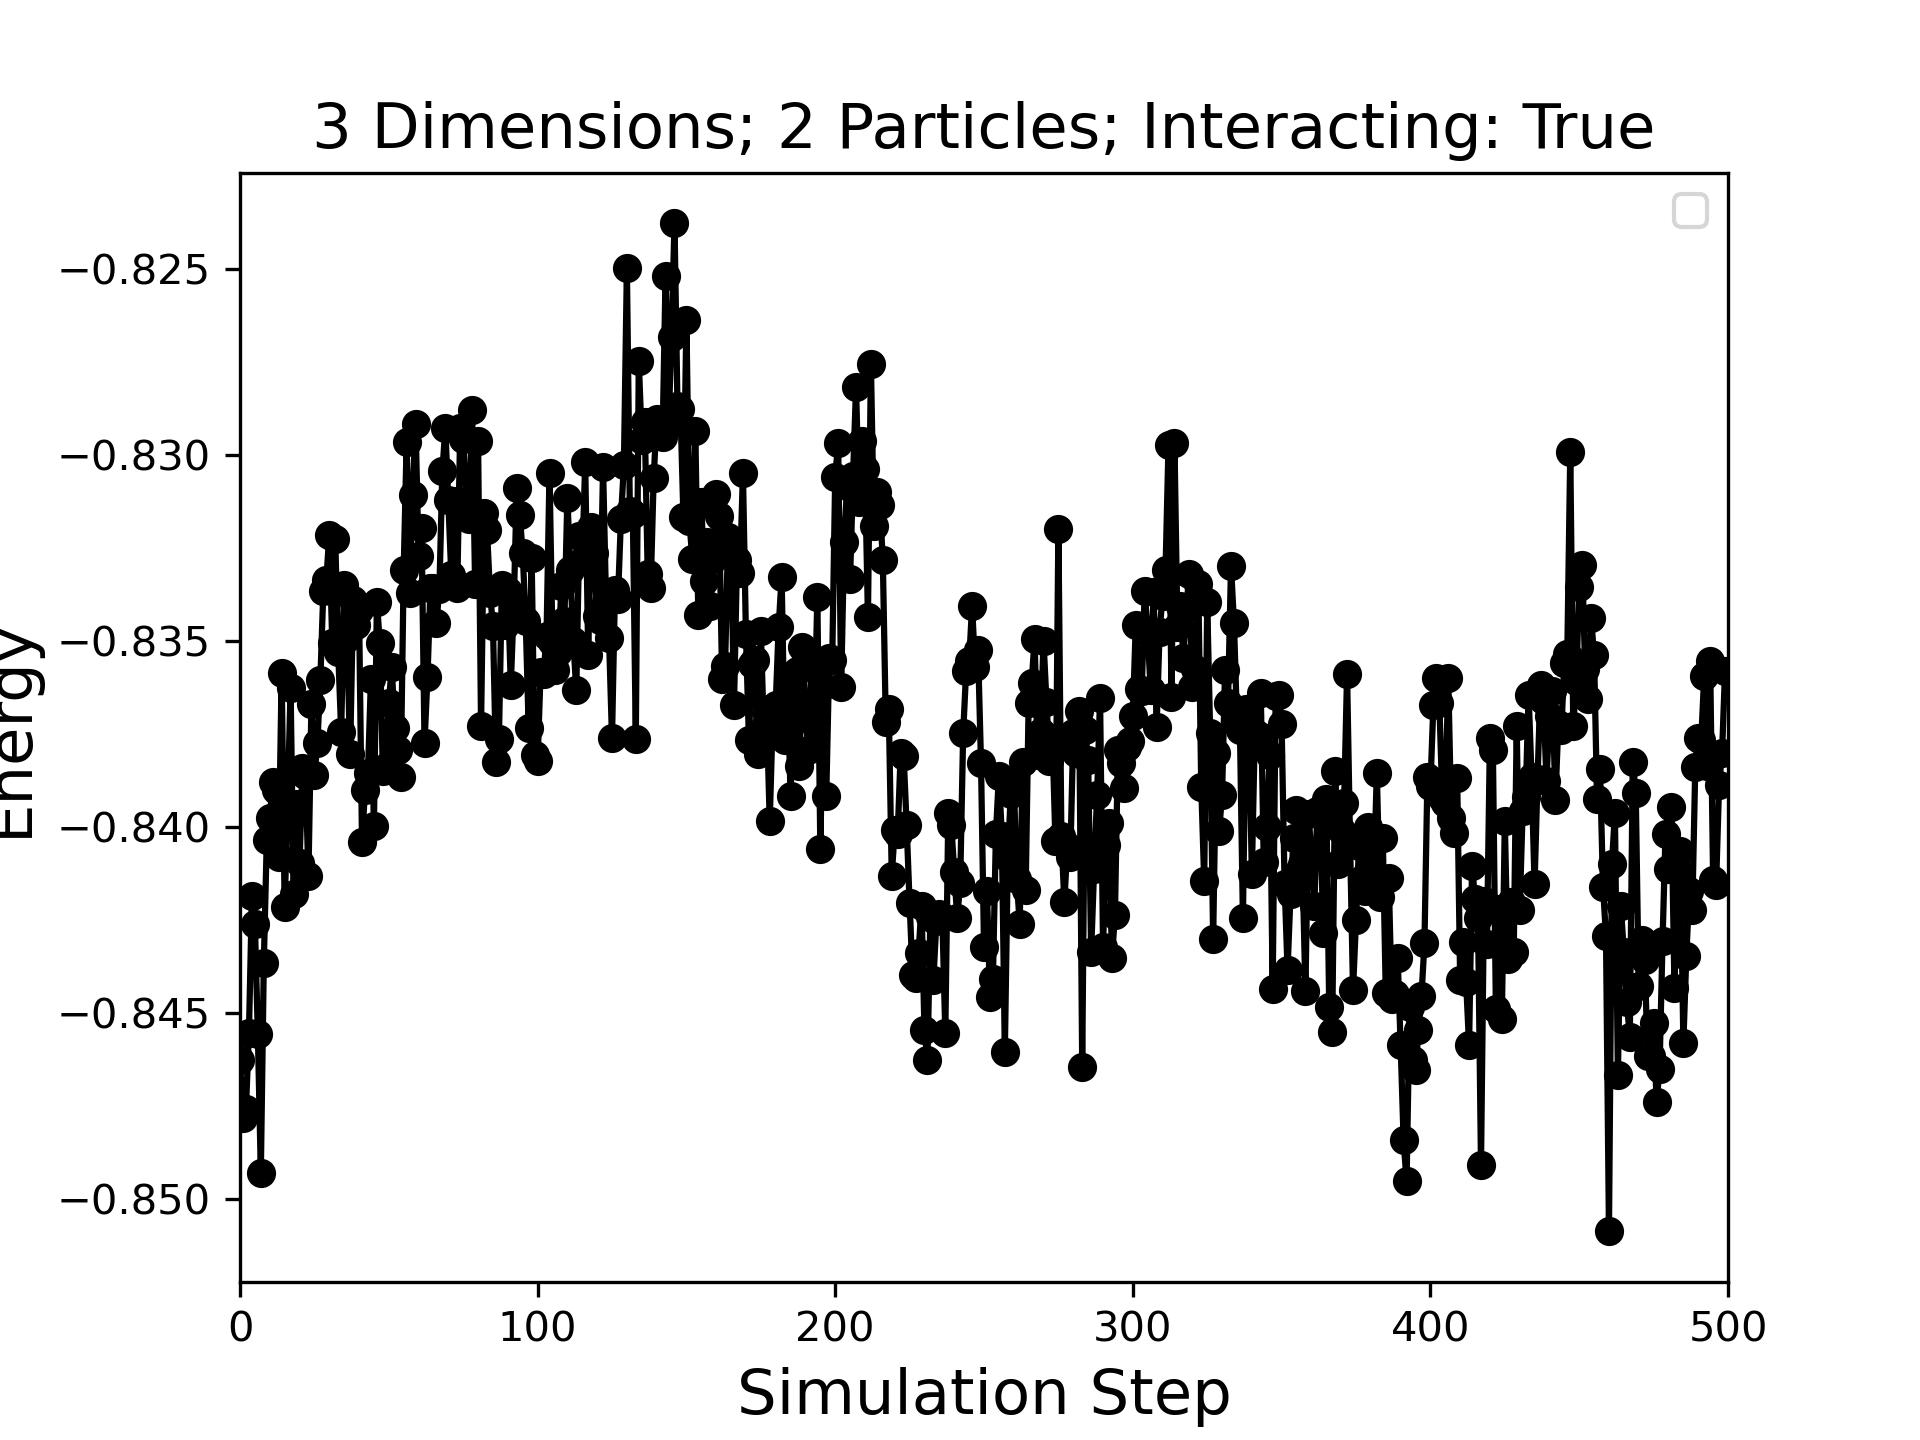 3 Dimensions; 2 Particles; Interacting: True
−0.825
−0.830
−0.835
−0.840
−0.845
−0.850
Energy
0 100 200 300 400 500
Simulation Step